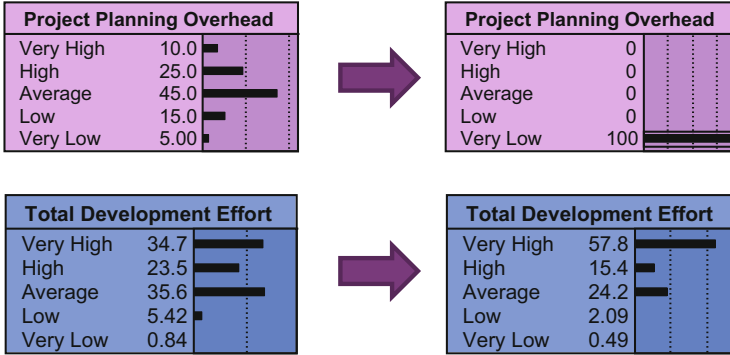 Project Planning Overhead
Very High 10.0
High 25.0
Average 45.0
Low 15.0
Very Low 5.00
Project Planning Overhead
Very High 0
High 0
Average 0
Low 0
Very Low 100
Total Development Effort
Very High 34.7
High 23.5
Average 35.6
Low 5.42
Very Low 0.84
Total Development Effort
Very High 57.8
High 15.4
Average 24.2
Low 2.09
Very Low 0.49